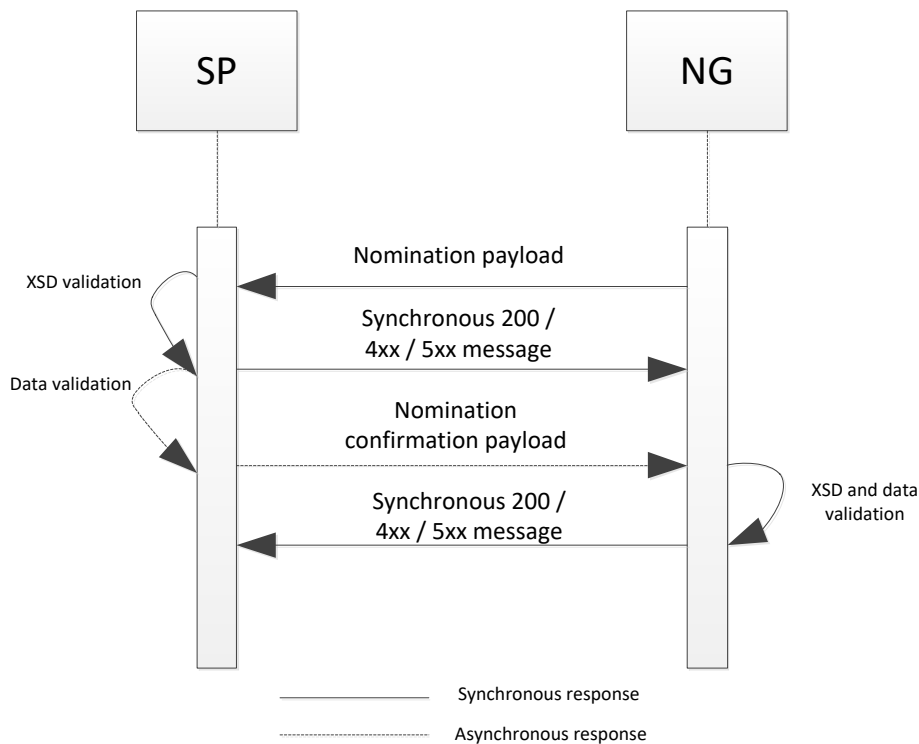 SP
NG
Nomination payload
XSD validation
Synchronous 200 /
4xx / 5xx message
Data validation
Nomination
confirmation payload
XSD and data
validation
Synchronous 200 /
4xx / 5xx message
Synchronous response
Asynchronous response